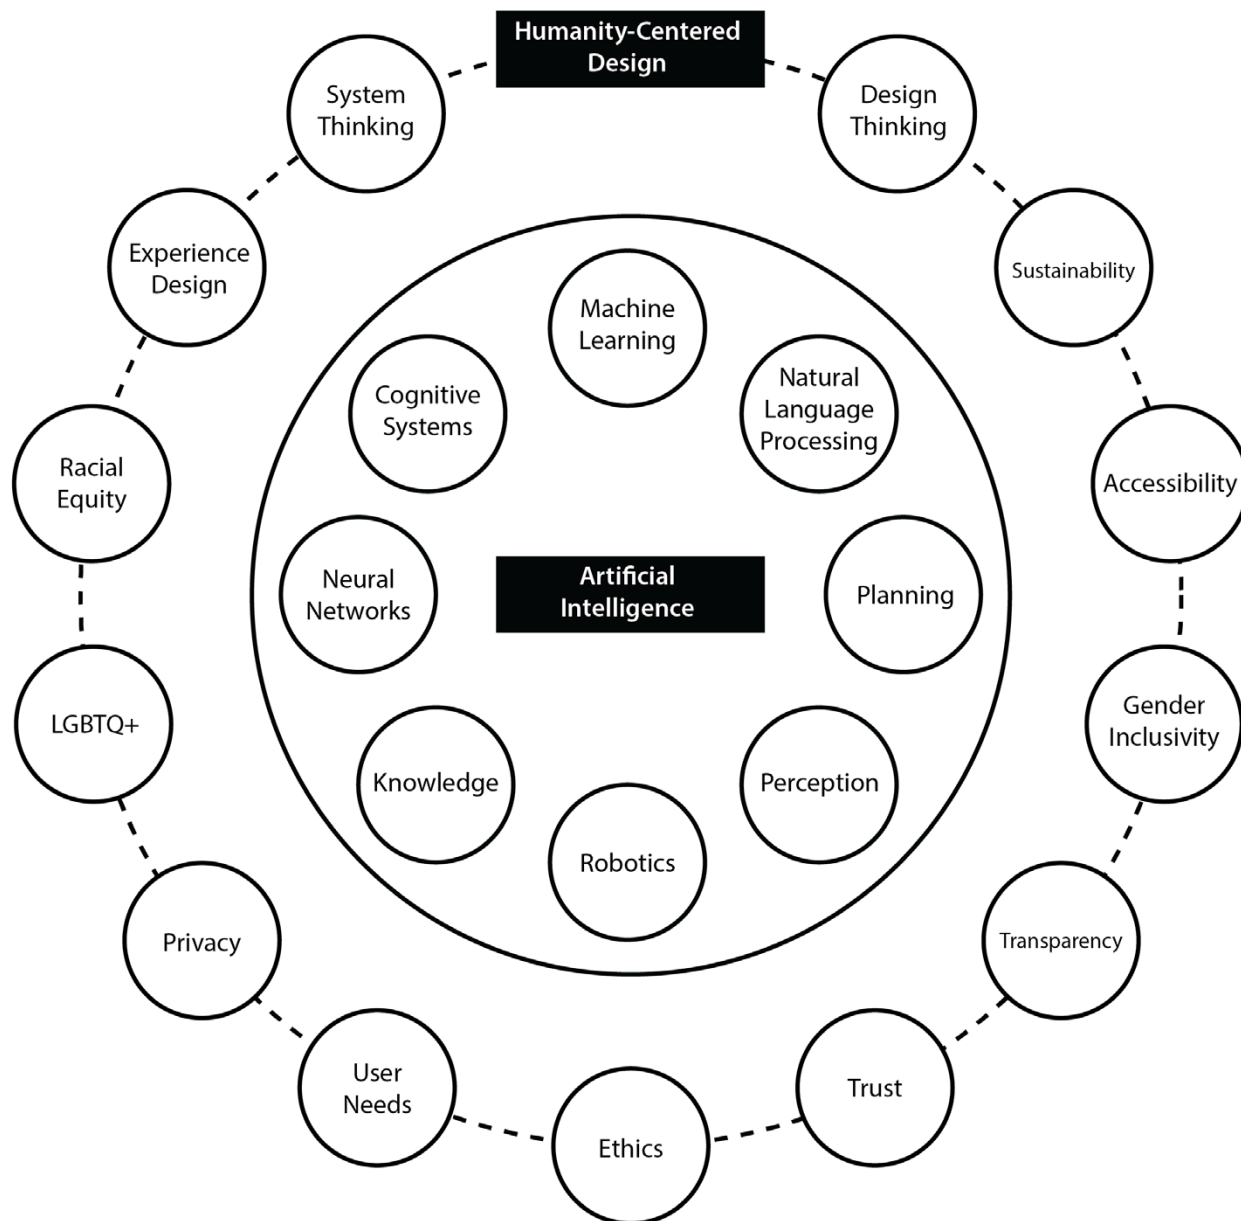 Humanity-Centered
Design
System
Thinking
Design
Thinking
Experience
Design
Sustainability
Machine
Learning
Cognitive
Systems
Natural
Language
Processing
Racial
Equity
Accessibility
Neural
Networks
Artificial
Intelligence
Planning
LGBTQ+
Gender
Inclusivity
Knowledge
Perception
Robotics
Privacy
Transparency
User
Needs
Trust
Ethics